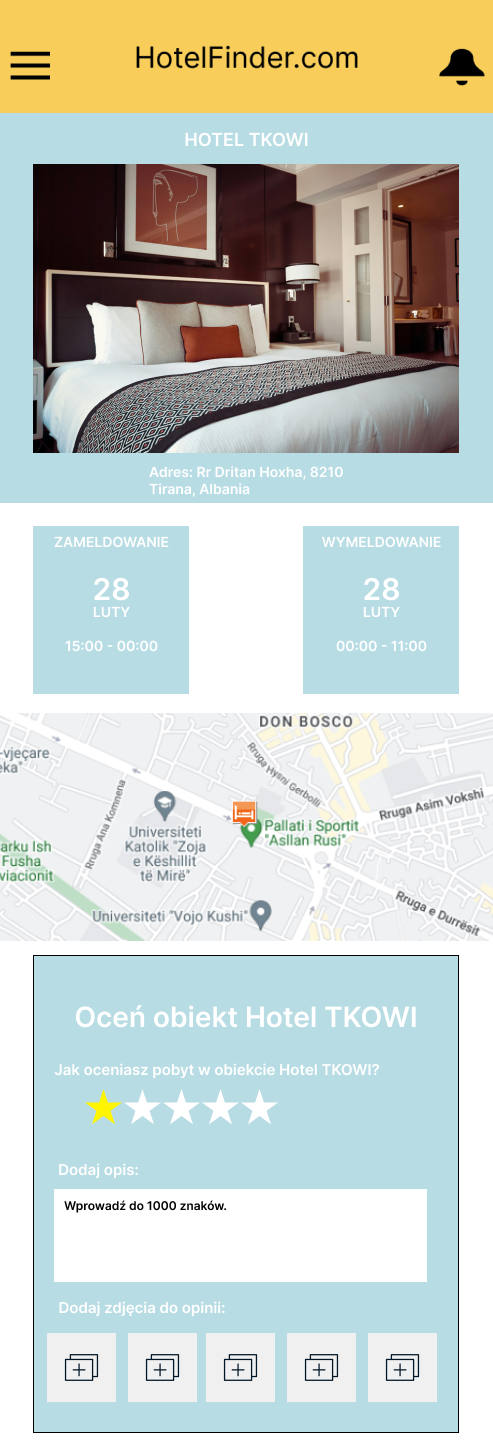 HotelFinder.com
HOTEL TKOWI
Adres: Rr Dritan Hoxha, 8210
Tirana, Albania
ZAMELDOWANIE
28
LUTY
15:00 - 00:00
WYMELDOWANIE
28
LUTY
00:00 - 11:00
DON BOSCO
-vjeçare
eka"
Rruga Hysni Gerbolli
Rruga Ana Komnena
Rruga Asim Vokshi
Universiteti
Katolik "Zoja
e Këshillit
të Mirë"
Pallati i Sportit
"Asllan Rusi"
arku Ish
Fusha
viacionit
Universiteti "Vojo Kushi"
Rruga e Durrësit
Oceń obiekt Hotel TKOWI
Jak oceniasz pobyt w obiekcie Hotel TKOWI?
Dodaj opis:
Wprowadź do 1000 znaków.
Dodaj zdjęcia do opinii: